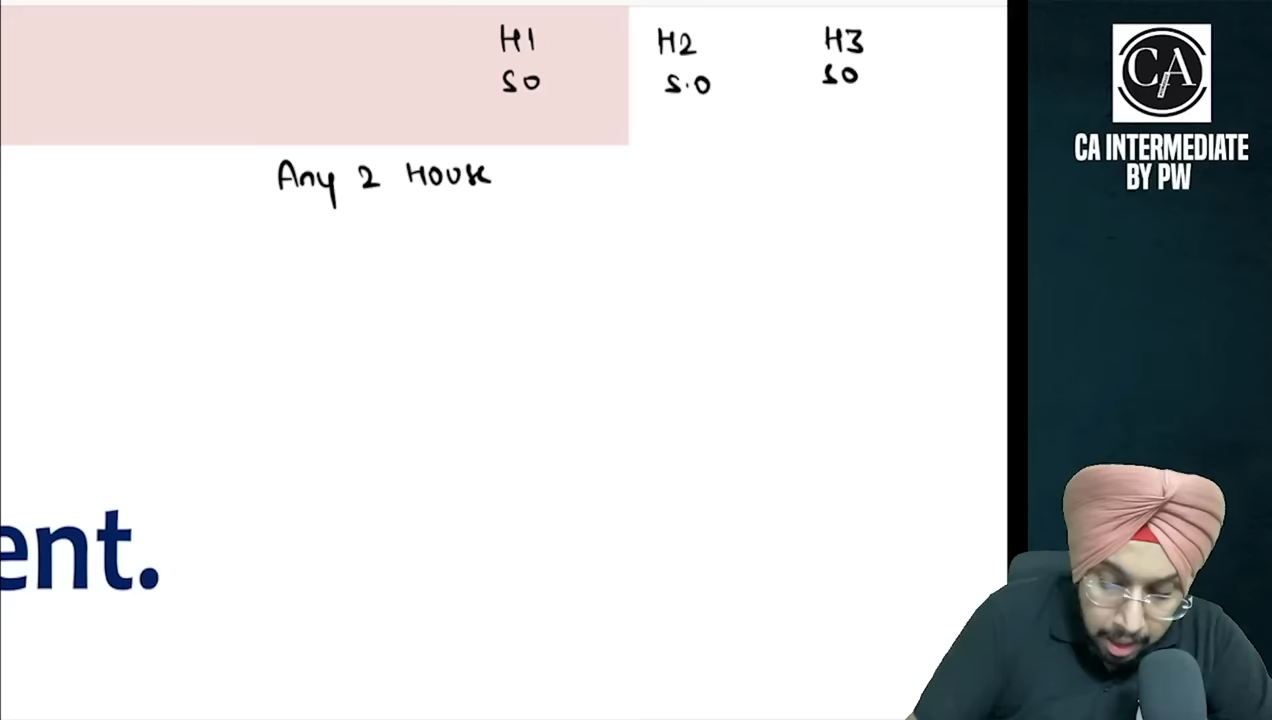 H1 H2 H3
SO S.O SO
Any 2 House
ent.
CA
CA INTERMEDIATE
BY PW